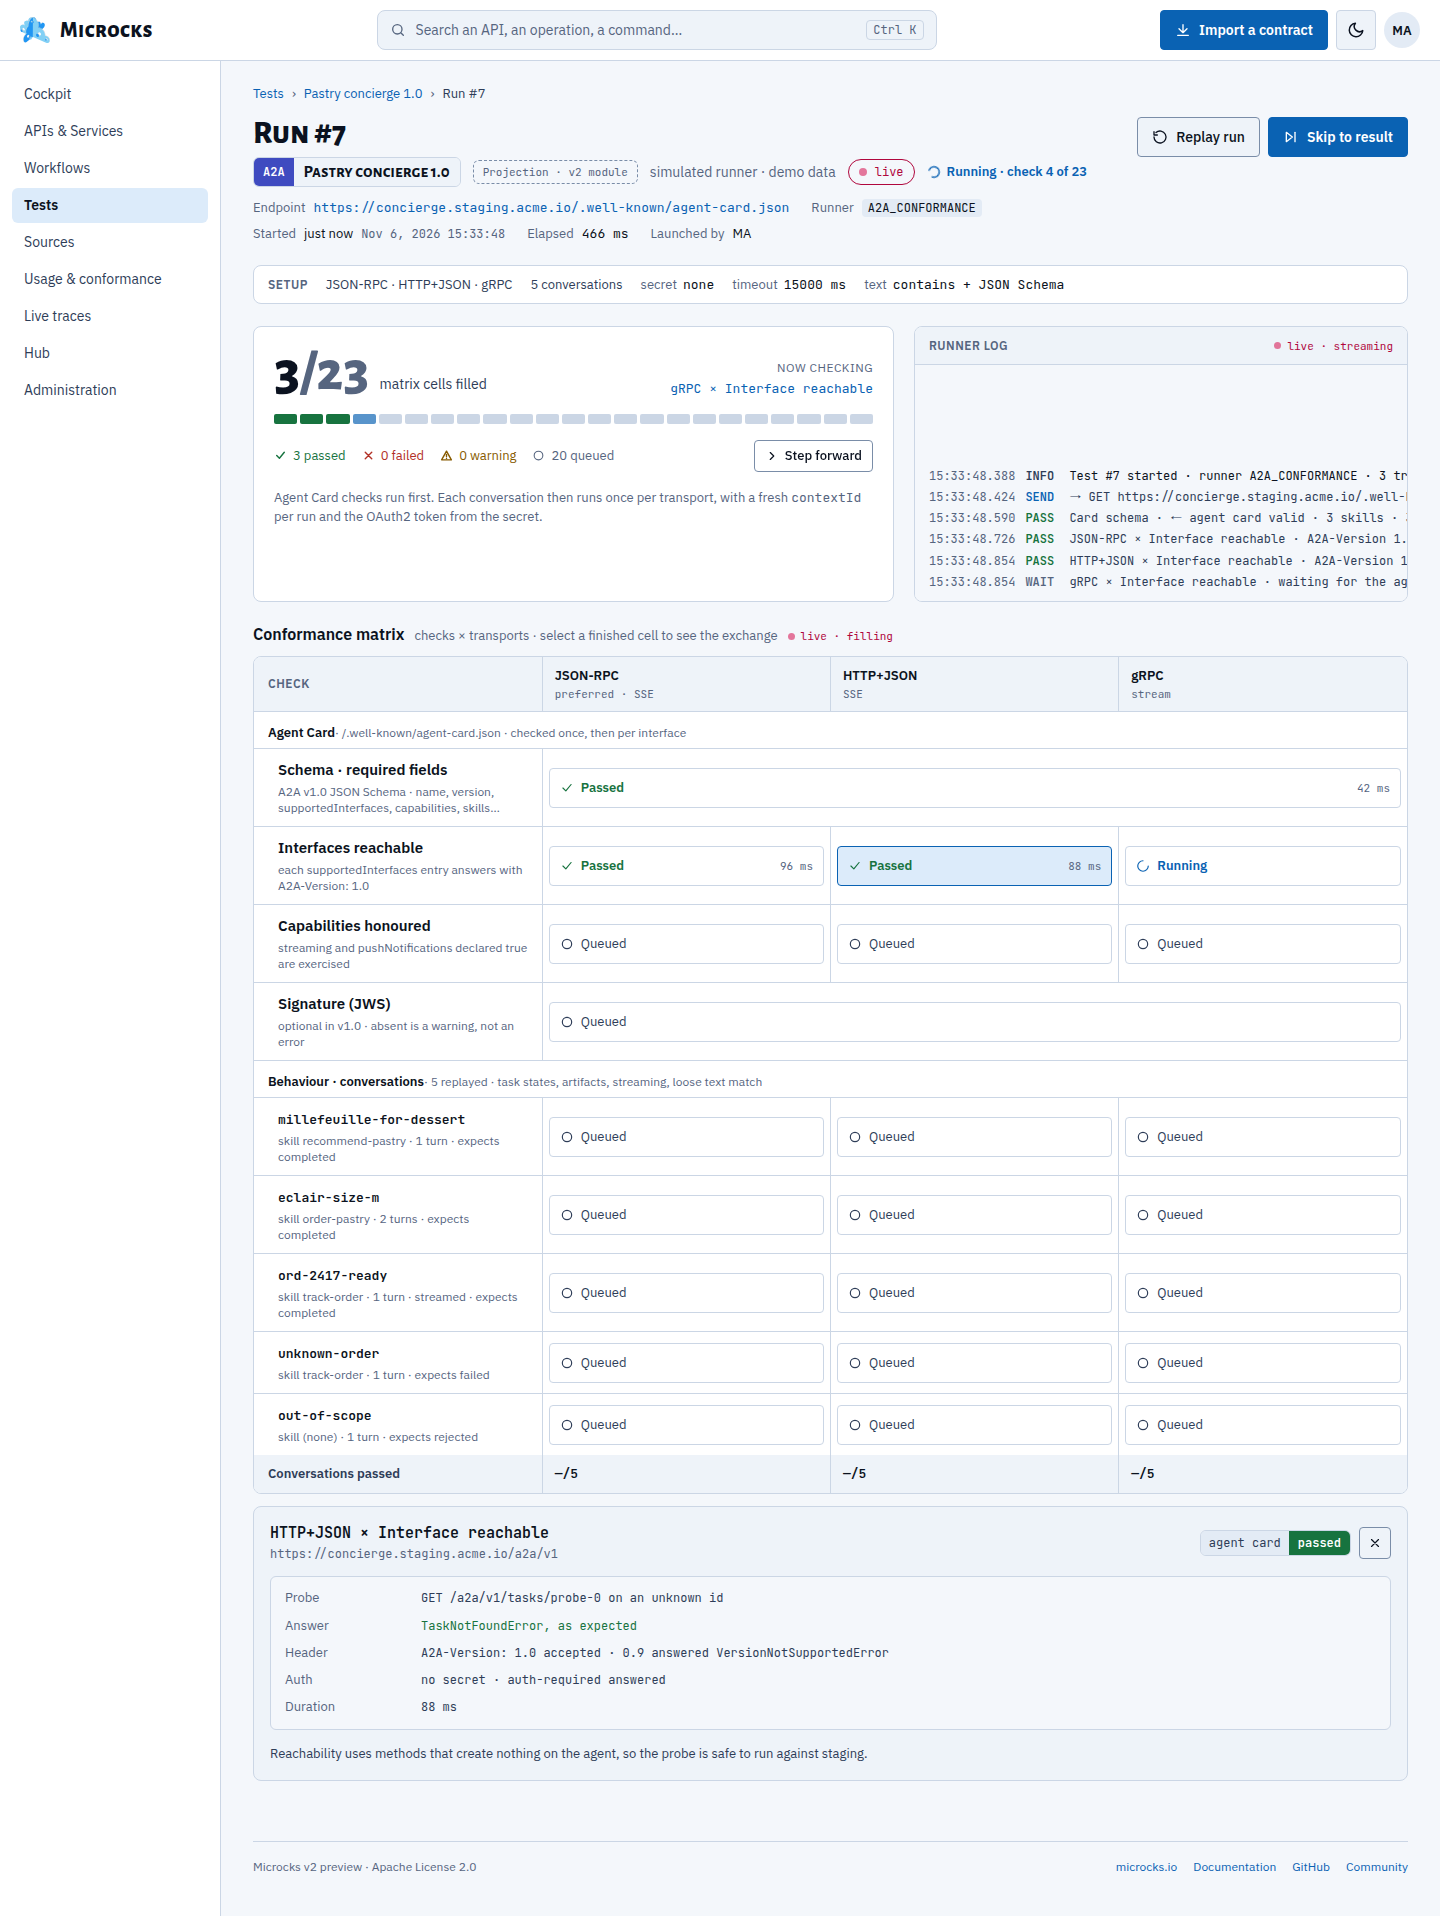 Microcks
Search an API, an operation, a command...
Ctrl K
Import a contract
MA
Cockpit
APIs & Services
Workflows
Tests
Sources
Usage & conformance
Live traces
Hub
Administration
Tests › Pastry concierge 1.0 › Run #7
Run #7
Replay run
Skip to result
A2A Pastry concierge 1.0
Projection · v2 module
simulated runner · demo data
live
Running · check 4 of 23
Endpoint https://concierge.staging.acme.io/.well-known/agent-card.json Runner A2A_CONFORMANCE
Started just now Nov 6, 2026 15:33:48 Elapsed 466 ms Launched by MA
SETUP JSON-RPC · HTTP+JSON · gRPC 5 conversations secret none timeout 15000 ms text contains + JSON Schema
3/23 matrix cells filled
NOW CHECKING
gRPC × Interface reachable
3 passed 0 failed 0 warning 20 queued
Step forward
Agent Card checks run first. Each conversation then runs once per transport, with a fresh contextId
per run and the OAuth2 token from the secret.
RUNNER LOG
live · streaming
15:33:48.388 INFO Test #7 started · runner A2A_CONFORMANCE · 3 tr
15:33:48.424 SEND → GET https://concierge.staging.acme.io/.well-
15:33:48.590 PASS Card schema · ← agent card valid · 3 skills ·
15:33:48.726 PASS JSON-RPC × Interface reachable · A2A-Version 1.
15:33:48.854 PASS HTTP+JSON × Interface reachable · A2A-Version 1
15:33:48.854 WAIT gRPC × Interface reachable · waiting for the ag
Conformance matrix checks × transports · select a finished cell to see the exchange live · filling
CHECK
JSON-RPC
preferred · SSE
HTTP+JSON
SSE
gRPC
stream
Agent Card · /.well-known/agent-card.json · checked once, then per interface
Schema · required fields
A2A v1.0 JSON Schema · name, version,
supportedInterfaces, capabilities, skills…
Passed 42 ms
Interfaces reachable
each supportedInterfaces entry answers with
A2A-Version: 1.0
Passed 96 ms
Passed 88 ms
Running
Capabilities honoured
streaming and pushNotifications declared true
are exercised
Queued
Queued
Queued
Signature (JWS)
optional in v1.0 · absent is a warning, not an
error
Queued
Behaviour · conversations · 5 replayed · task states, artifacts, streaming, loose text match
millefeuille-for-dessert
skill recommend-pastry · 1 turn · expects
completed
Queued
Queued
Queued
eclair-size-m
skill order-pastry · 2 turns · expects
completed
Queued
Queued
Queued
ord-2417-ready
skill track-order · 1 turn · streamed · expects
completed
Queued
Queued
Queued
unknown-order
skill track-order · 1 turn · expects failed
Queued
Queued
Queued
out-of-scope
skill (none) · 1 turn · expects rejected
Queued
Queued
Queued
Conversations passed
—/5
—/5
—/5
HTTP+JSON × Interface reachable
https://concierge.staging.acme.io/a2a/v1
agent card passed
Probe GET /a2a/v1/tasks/probe-0 on an unknown id
Answer TaskNotFoundError, as expected
Header A2A-Version: 1.0 accepted · 0.9 answered VersionNotSupportedError
Auth no secret · auth-required answered
Duration 88 ms
Reachability uses methods that create nothing on the agent, so the probe is safe to run against staging.
Microcks v2 preview · Apache License 2.0
microcks.io Documentation GitHub Community